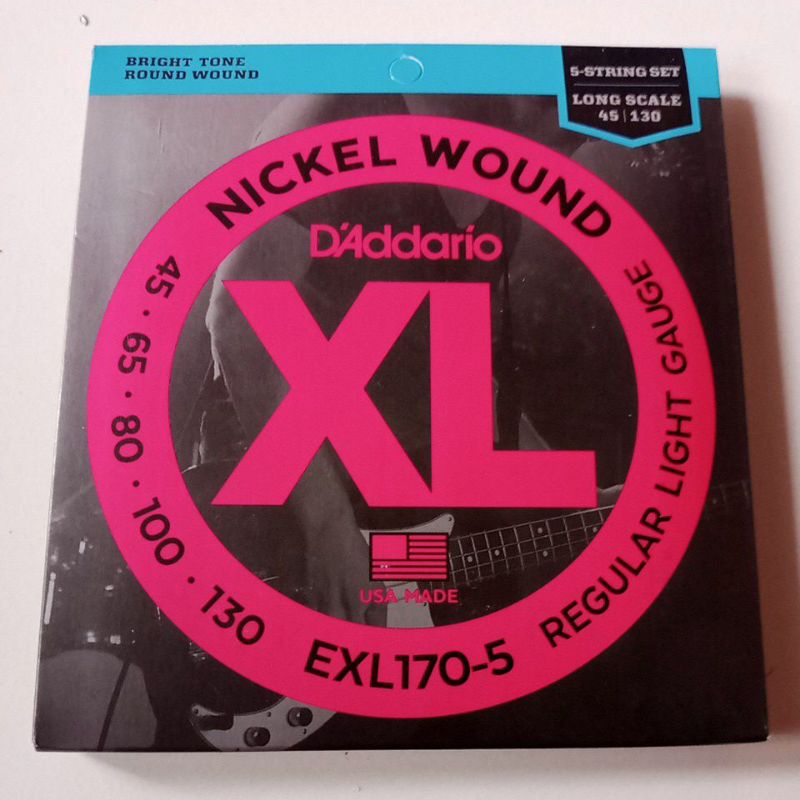 BRIGHT TONE
ROUND WOUND
5-STRING SET
LONG SCALE
45 | 130
NICKEL WOUND
D'Addario
XL
USA MADE
45 • 65 • 80 • 100 • 130
EXL170-5
REGULAR LIGHT GAUGE